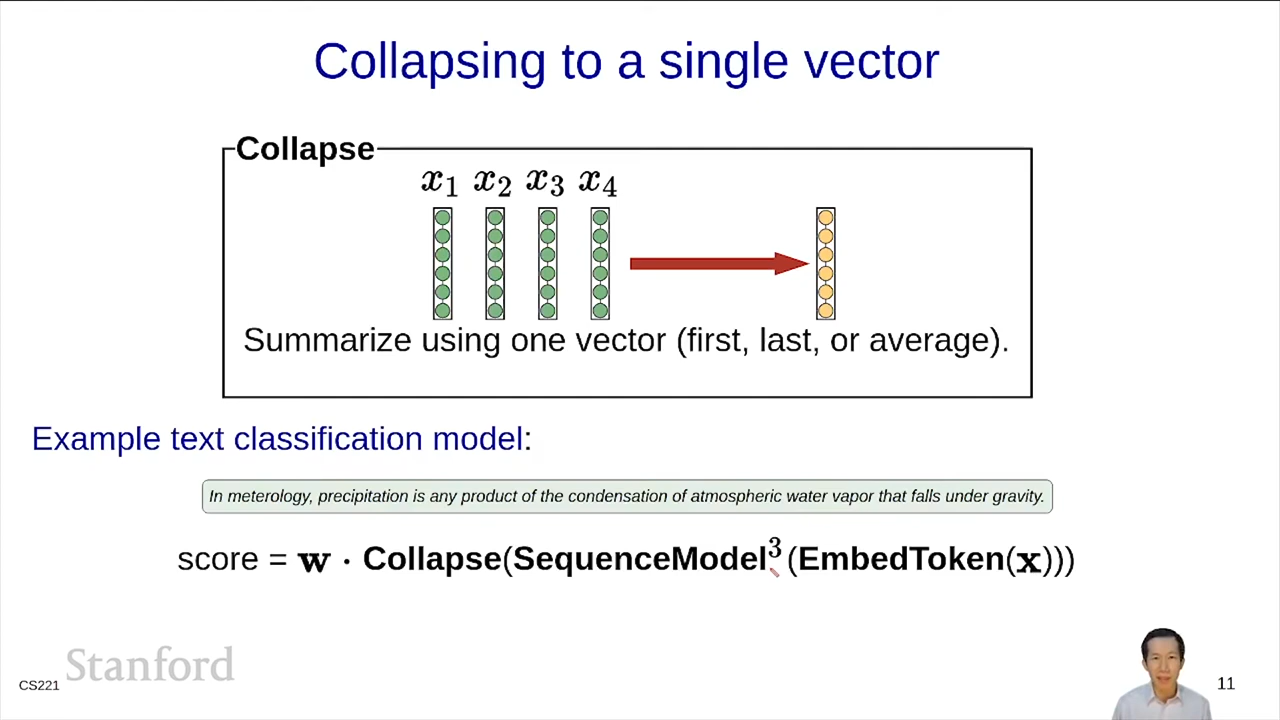 Collapsing to a single vector
Collapse
x₁ x₂ x₃ x₄
Summarize using one vector (first, last, or average).
Example text classification model:
In meterology, precipitation is any product of the condensation of atmospheric water vapor that falls under gravity.
score = w · Collapse(SequenceModel³(EmbedToken(x)))
Stanford
CS221
11